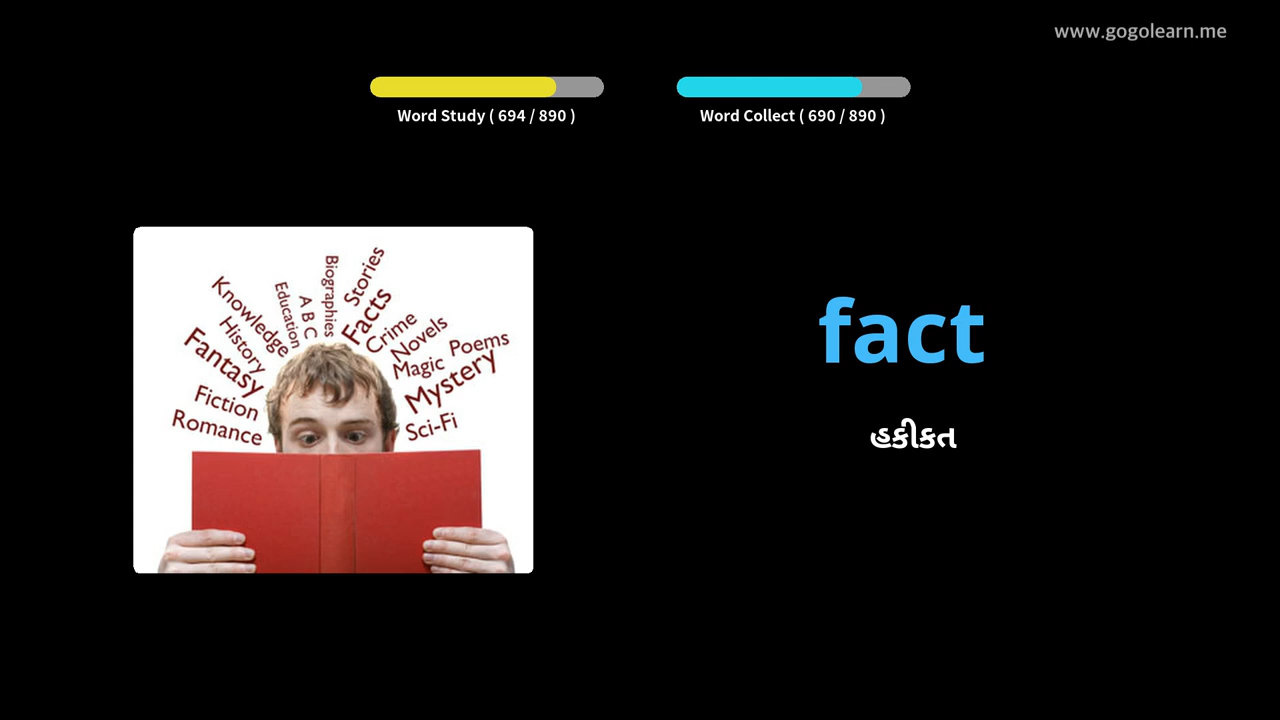 www.gogolearn.me
Word Study ( 694 / 890 )
Word Collect ( 690 / 890 )
Biographies
Stories
Education
A B C
Facts
Knowledge
Crime
History
Novels
Fantasy
Magic
Poems
Mystery
Fiction
Romance
Sci-Fi
fact
હકીકત